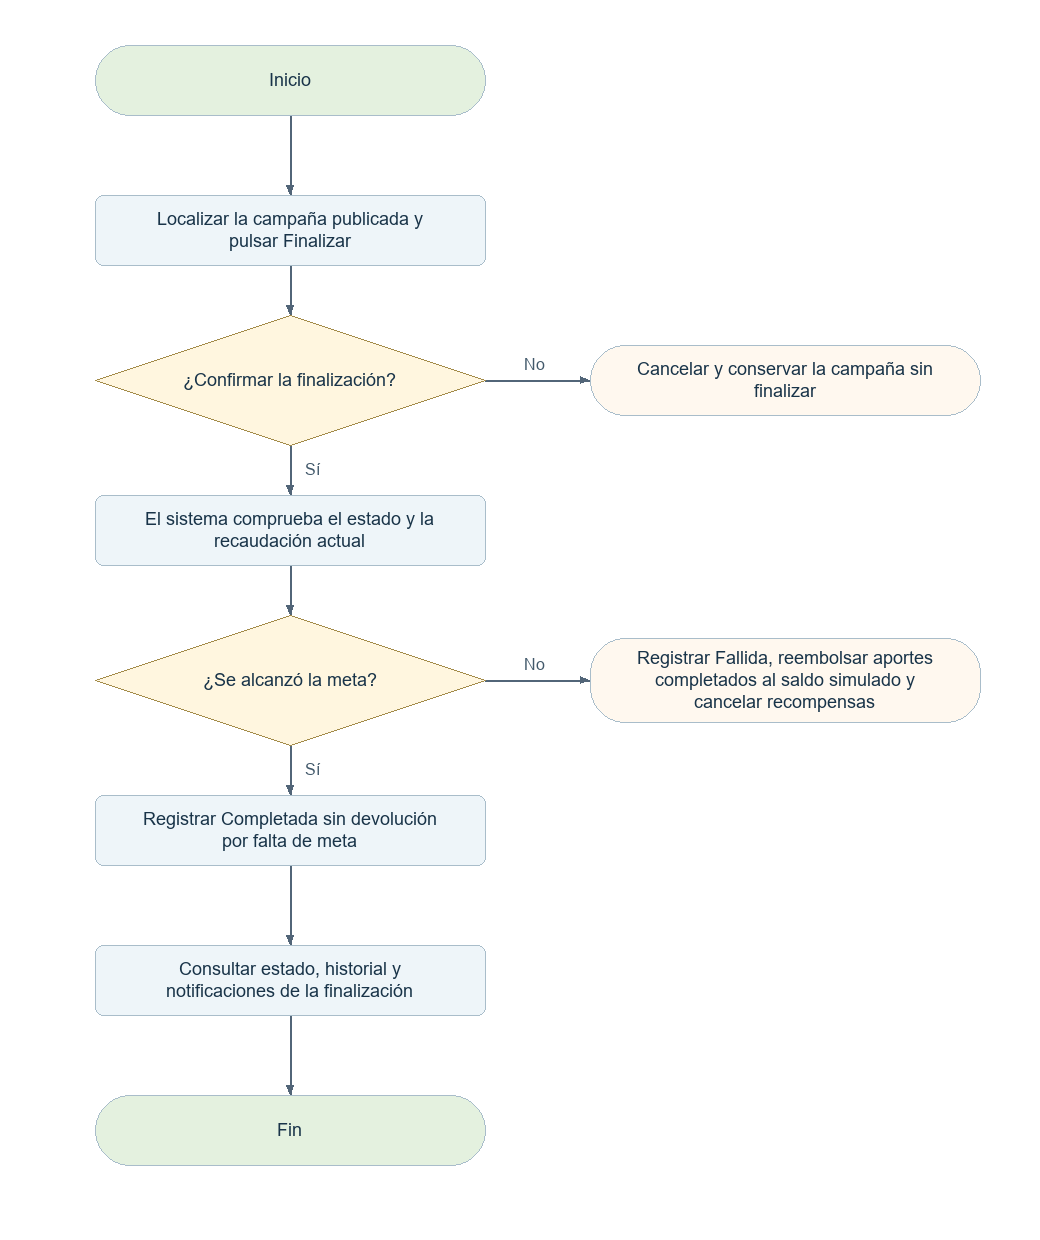 Inicio
Localizar la campaña publicada y
pulsar Finalizar
¿Confirmar la finalización?
No
Cancelar y conservar la campaña sin
finalizar
Sí
El sistema comprueba el estado y la
recaudación actual
¿Se alcanzó la meta?
No
Registrar Fallida, reembolsar aportes
completados al saldo simulado y
cancelar recompensas
Sí
Registrar Completada sin devolución
por falta de meta
Consultar estado, historial y
notificaciones de la finalización
Fin